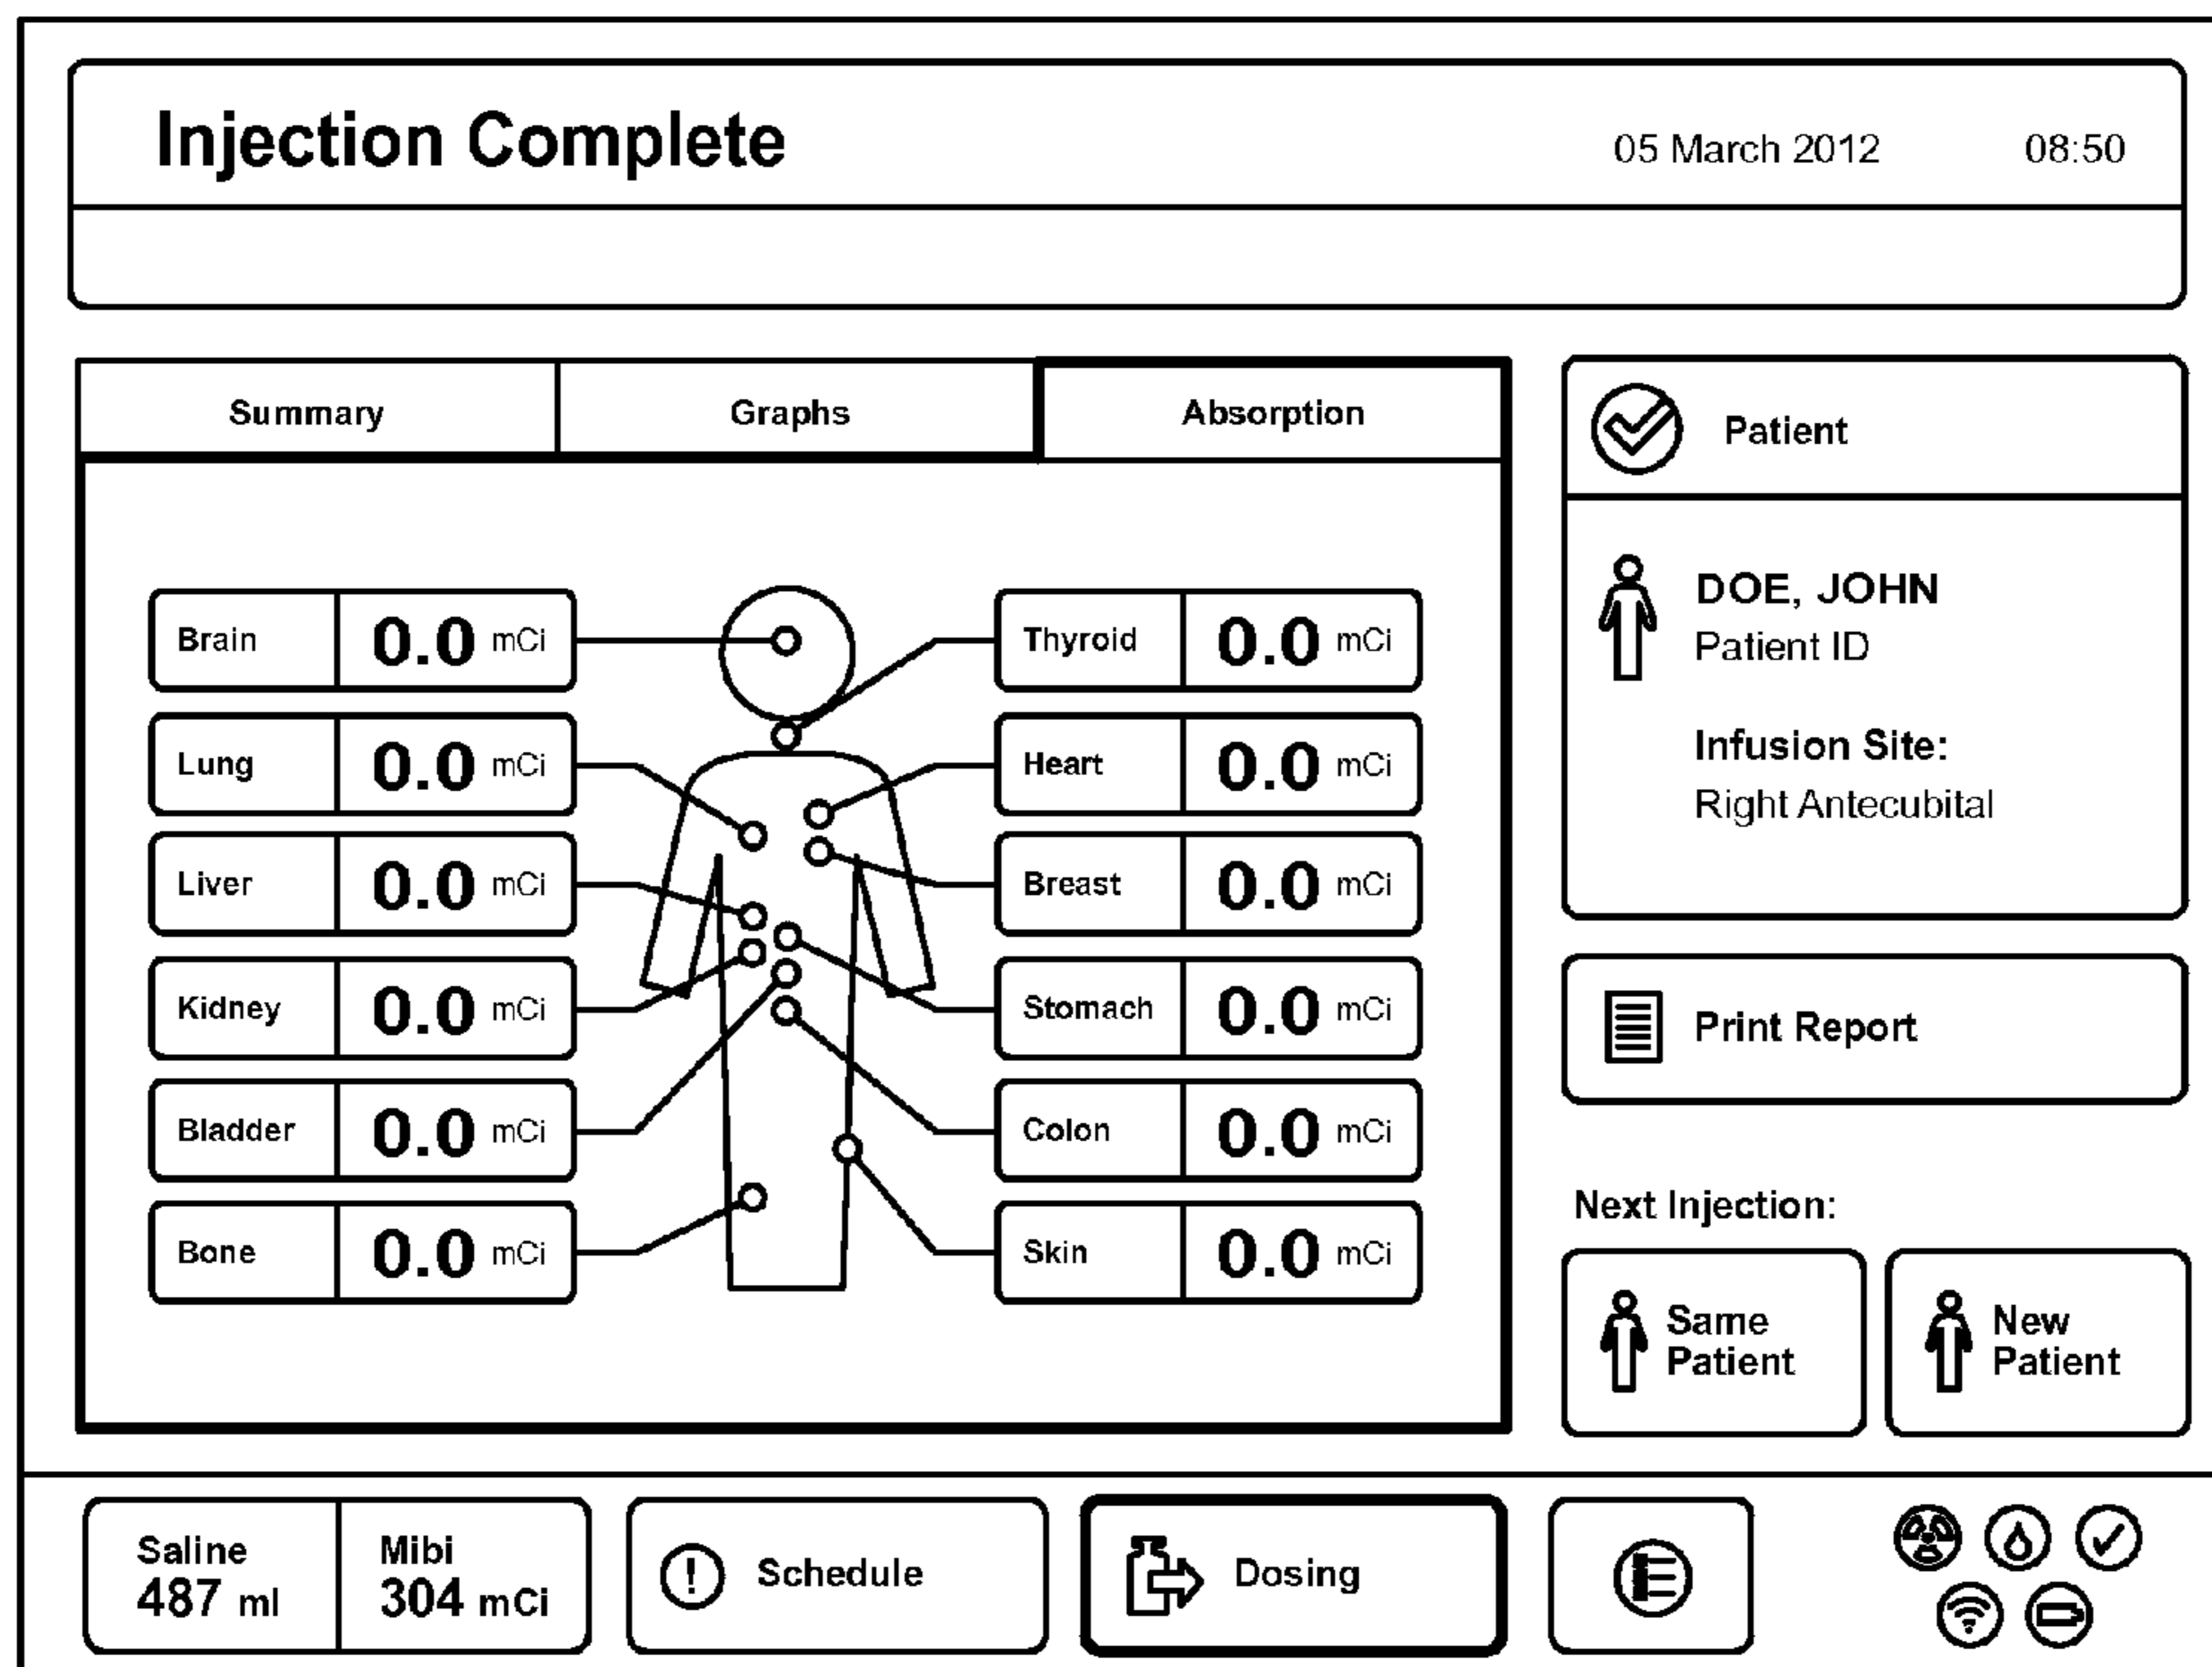 Injection Complete
05 March 2012 08:50
Summary Graphs Absorption
Brain 0.0 mCi
Lung 0.0 mCi
Liver 0.0 mCi
Kidney 0.0 mCi
Bladder 0.0 mCi
Bone 0.0 mCi
Thyroid 0.0 mCi
Heart 0.0 mCi
Breast 0.0 mCi
Stomach 0.0 mCi
Colon 0.0 mCi
Skin 0.0 mCi
Patient
DOE, JOHN
Patient ID
Infusion Site:
Right Antecubital
Print Report
Next Injection:
Same
Patient
New
Patient
Saline
487 ml
Mibi
304 mCi
! Schedule
Dosing